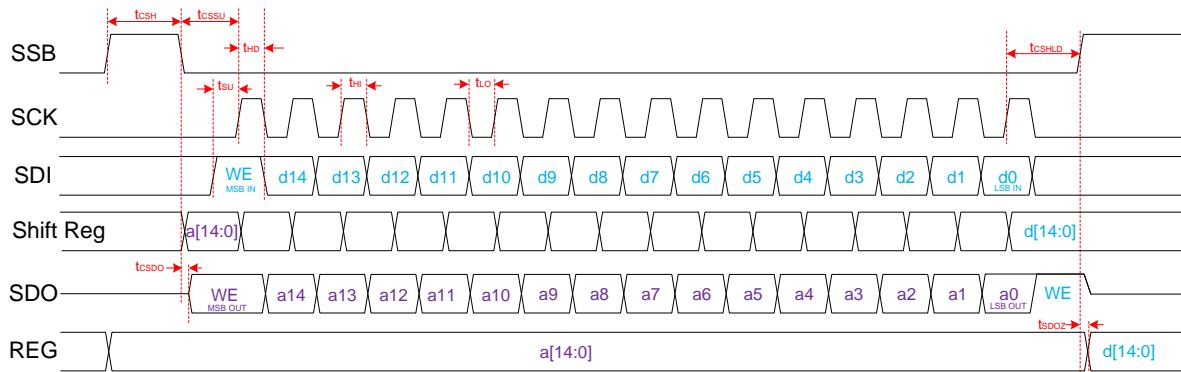 tCSH tCSSU
SSB tHD tCSHLD
tSU tHI tLO
SCK
SDI WE d14 d13 d12 d11 d10 d9 d8 d7 d6 d5 d4 d3 d2 d1 d0
MSB IN LSB IN
Shift Reg a[14:0] d[14:0]
tCSDO
SDO WE a14 a13 a12 a11 a10 a9 a8 a7 a6 a5 a4 a3 a2 a1 a0 WE
MSB OUT LSB OUT
tSDOZ
REG a[14:0] d[14:0]